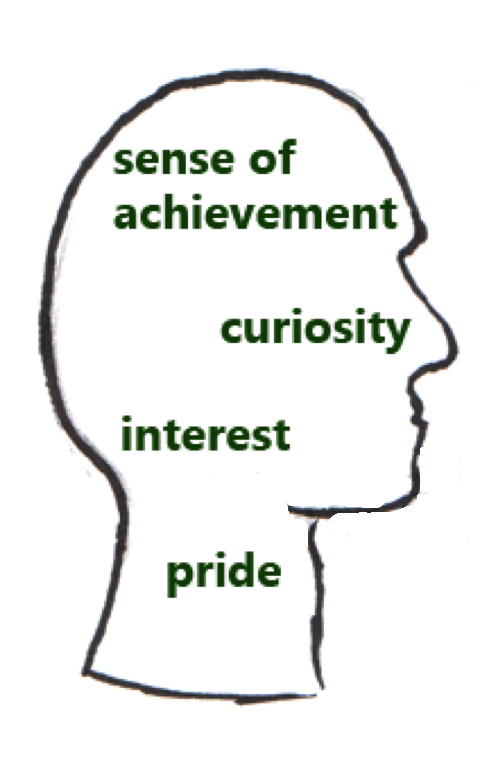 sense of
achievement
curiosity
interest
pride